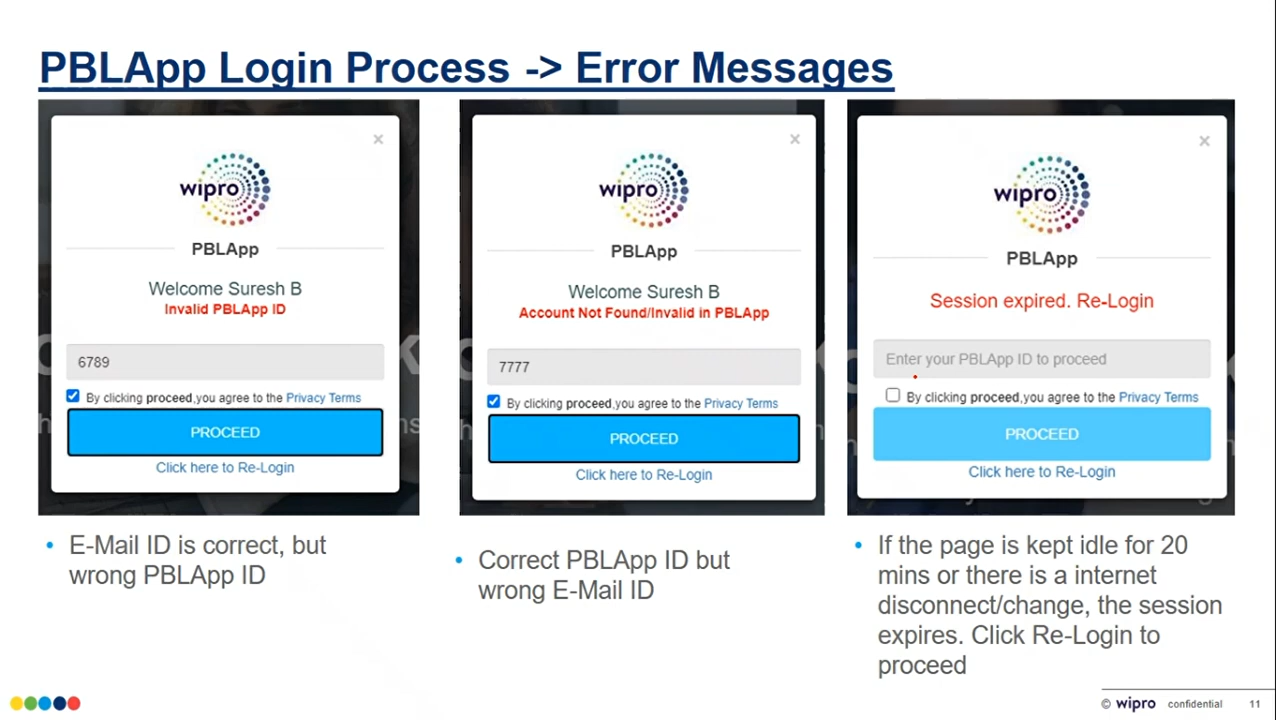 PBLApp Login Process -> Error Messages
×
wipro
PBLApp
Welcome Suresh B
Invalid PBLApp ID
6789
By clicking proceed,you agree to the Privacy Terms
PROCEED
Click here to Re-Login
• E-Mail ID is correct, but
wrong PBLApp ID
×
wipro
PBLApp
Welcome Suresh B
Account Not Found/Invalid in PBLApp
7777
By clicking proceed,you agree to the Privacy Terms
PROCEED
Click here to Re-Login
• Correct PBLApp ID but
wrong E-Mail ID
×
wipro
PBLApp
Session expired. Re-Login
Enter your PBLApp ID to proceed
By clicking proceed,you agree to the Privacy Terms
PROCEED
Click here to Re-Login
• If the page is kept idle for 20
mins or there is a internet
disconnect/change, the session
expires. Click Re-Login to
proceed
© wipro confidential 11